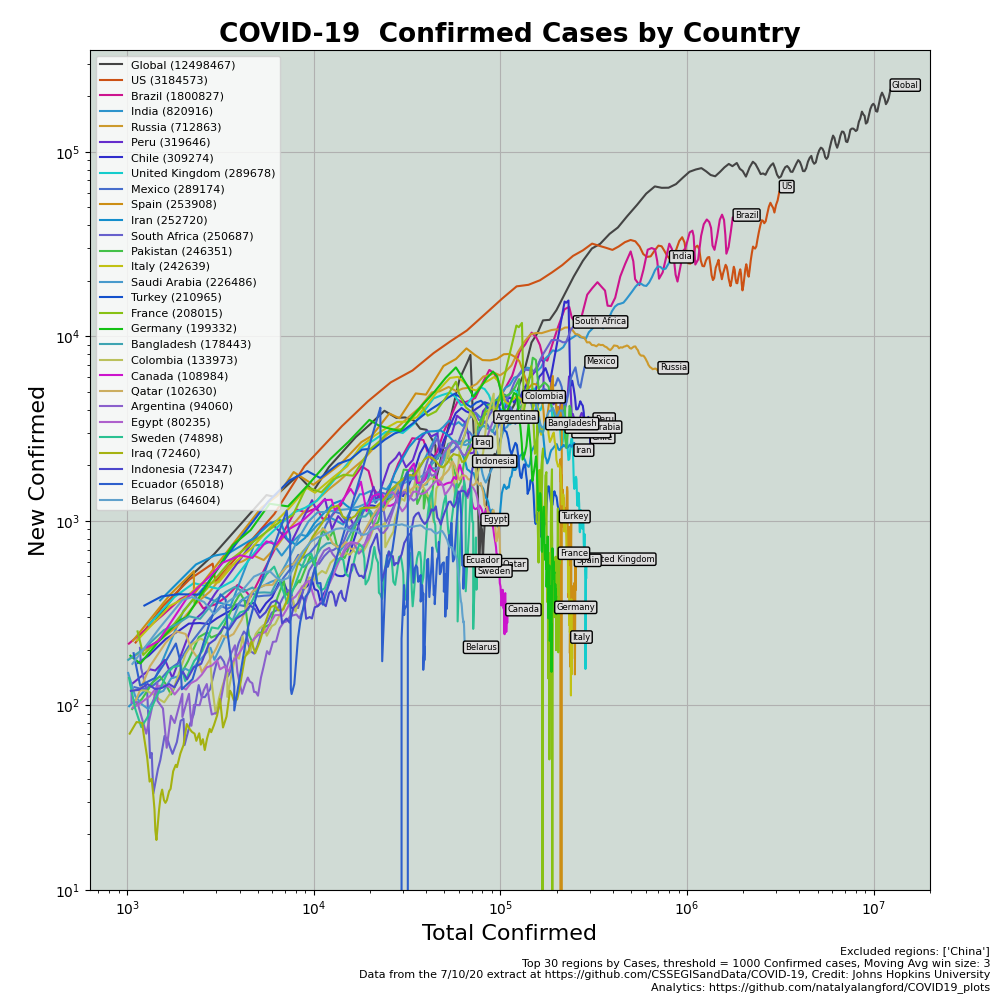 COVID-19  Confirmed Cases by Country
Global (12498467)
US (3184573)
Brazil (1800827)
India (820916)
Russia (712863)
Peru (319646)
Chile (309274)
United Kingdom (289678)
Mexico (289174)
Spain (253908)
Iran (252720)
South Africa (250687)
Pakistan (246351)
Italy (242639)
Saudi Arabia (226486)
Turkey (210965)
France (208015)
Germany (199332)
Bangladesh (178443)
Colombia (133973)
Canada (108984)
Qatar (102630)
Argentina (94060)
Egypt (80235)
Sweden (74898)
Iraq (72460)
Indonesia (72347)
Ecuador (65018)
Belarus (64604)
Global
US
Brazil
India
South Africa
Mexico
Russia
Colombia
Argentina
Bangladesh
Iraq
Iran
Indonesia
Egypt
Turkey
France
Ecuador
Sweden
Canada
Germany
Italy
Belarus
New Confirmed
10^5
10^4
10^3
10^2
10^1
10^3
10^4
10^5
10^6
10^7
Total Confirmed
Excluded regions: ['China']
Top 30 regions by Cases, threshold = 1000 Confirmed cases, Moving Avg win size: 3
Data from the 7/10/20 extract at https://github.com/CSSEGISandData/COVID-19, Credit: Johns Hopkins University
Analytics: https://github.com/natalyalangford/COVID19_plots